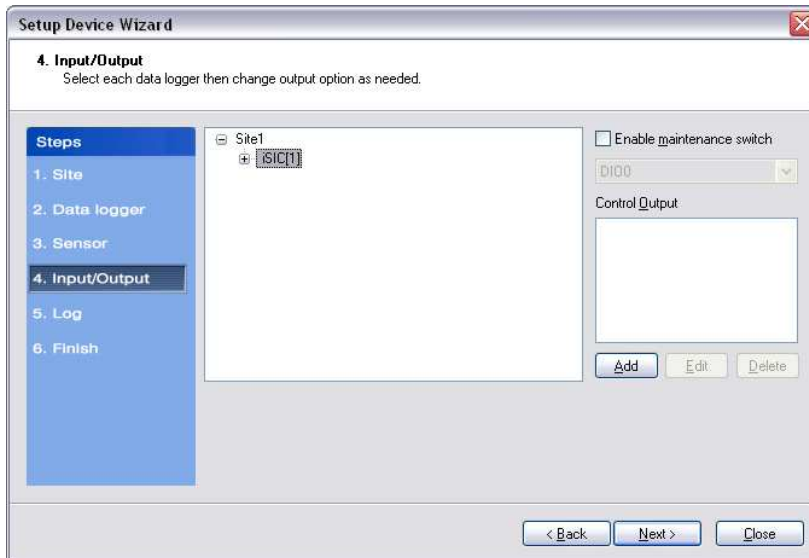 Setup Device Wizard
4. Input/Output
Select each data logger then change output option as needed.
Steps
1. Site
2. Data logger
3. Sensor
4. Input/Output
5. Log
6. Finish
Site1
iSIC[1]
Enable maintenance switch
DIO0
Control Output
Add
Edit
Delete
< Back
Next >
Close